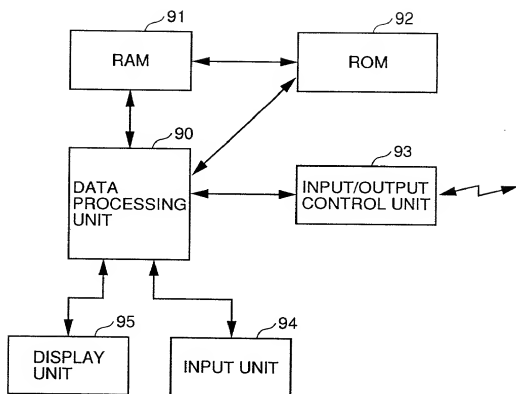 91
RAM
92
ROM
90
DATA
PROCESSING
UNIT
93
INPUT/OUTPUT
CONTROL UNIT
95
DISPLAY
UNIT
94
INPUT UNIT